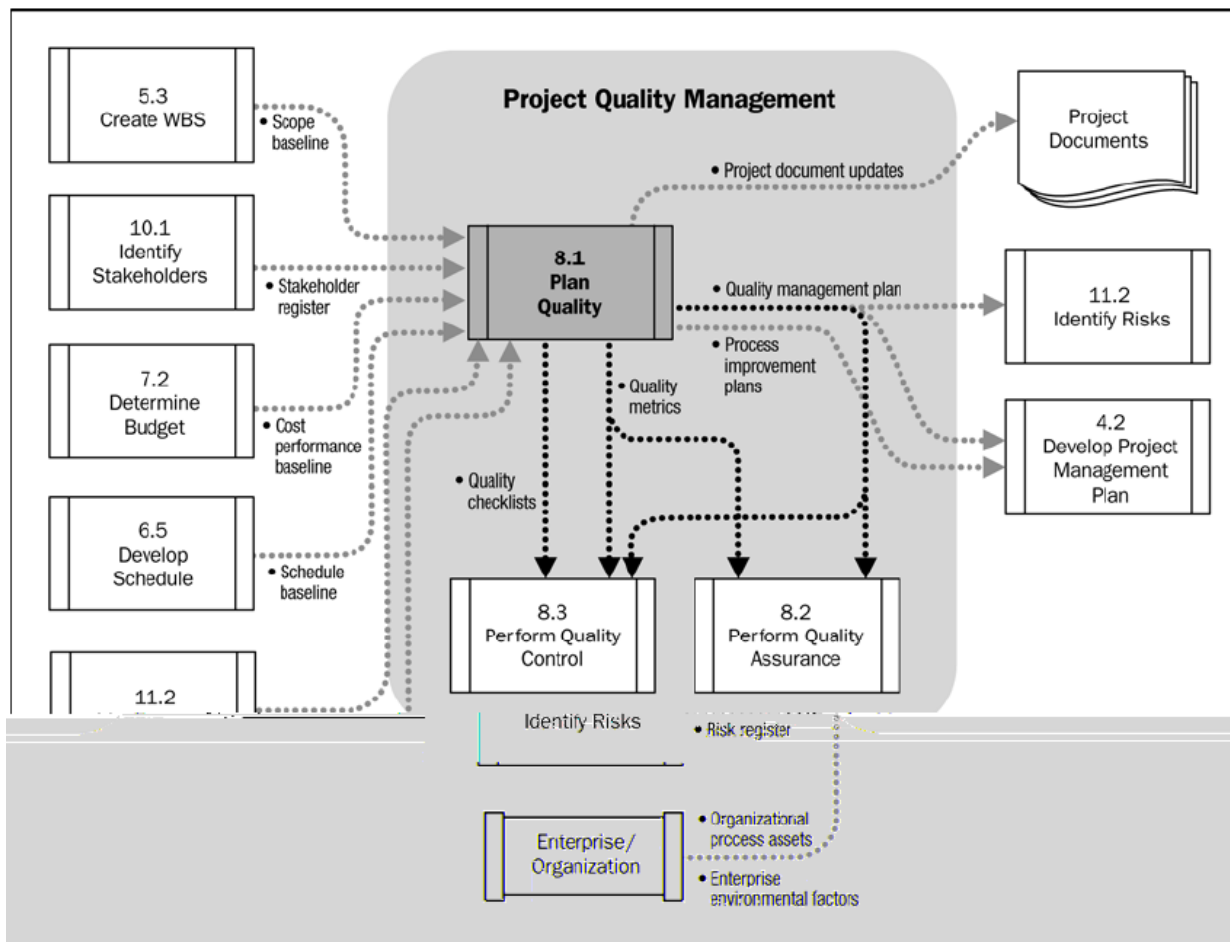 Project Quality Management
5.3
Create WBS
• Scope
baseline
10.1
Identify
Stakeholders
• Stakeholder
register
7.2
Determine
Budget
• Cost
performance
baseline
6.5
Develop
Schedule
• Schedule
baseline
11.2
8.1
Plan
Quality
• Project document updates
Project
Documents
• Quality management plan
11.2
Identify Risks
• Process
improvement
plans
4.2
Develop Project
Management
Plan
• Quality
metrics
• Quality
checklists
8.3
Perform Quality
Control
8.2
Perform Quality
Assurance
Identify Risks
• Risk register
Enterprise/
Organization
• Organizational
process assets
• Enterprise
environmental factors